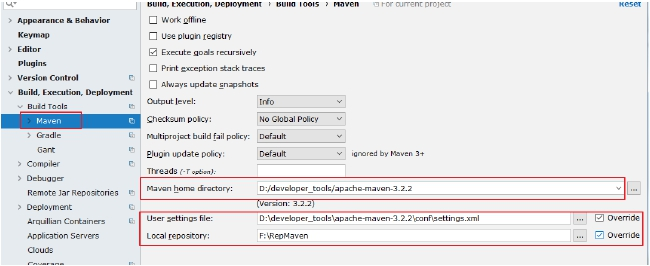 Build, Execution, Deployment › Build Tools › Maven For current project Reset
Appearance & Behavior
Keymap
Editor
Plugins
Version Control
Build, Execution, Deployment
Build Tools
Maven
Gradle
Gant
Compiler
Debugger
Remote Jar Repositories
Deployment
Arquillian Containers
Application Servers
Clouds
Coverage
Work offline
Use plugin registry
Execute goals recursively
Print exception stack traces
Always update snapshots
Output level: Info
Checksum policy: No Global Policy
Multiproject build fail policy: Default
Plugin update policy: Default ignored by Maven 3+
Threads (-T option):
Maven home directory: D:/developer_tools/apache-maven-3.2.2 ...
(Version: 3.2.2)
User settings file: D:\developer_tools\apache-maven-3.2.2\conf\settings.xml ... Override
Local repository: F:\RepMaven ... Override